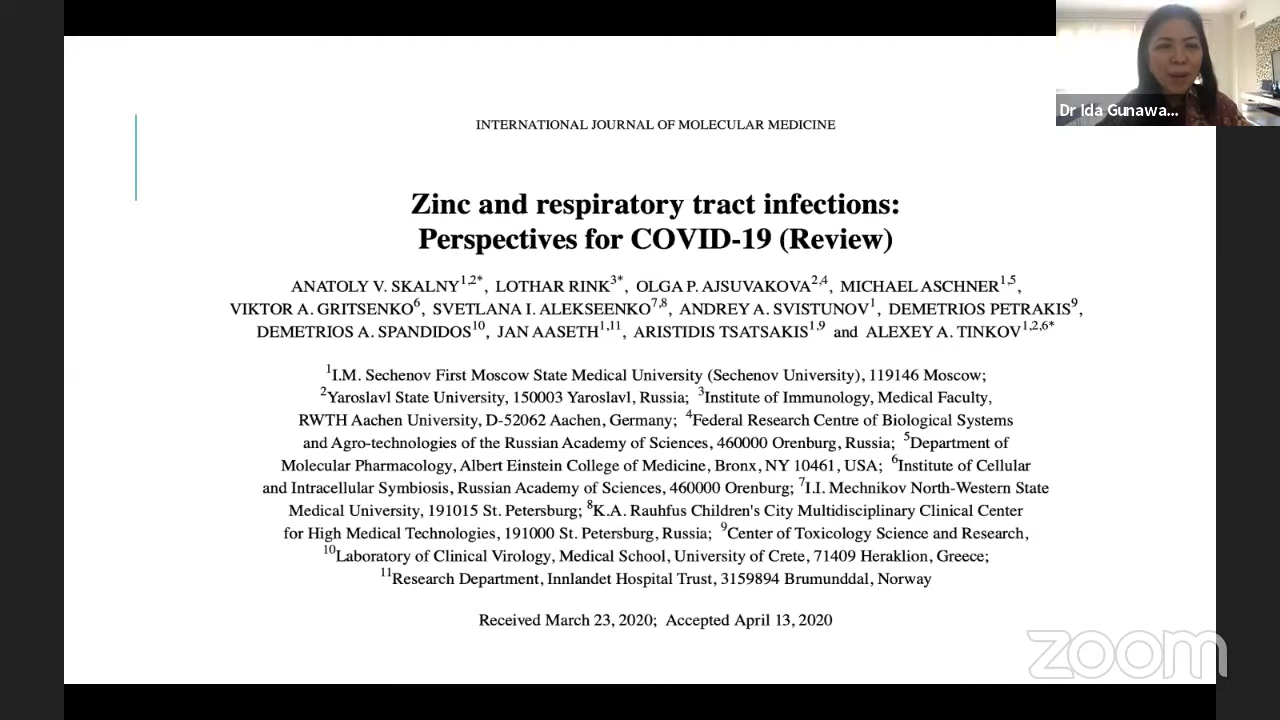 Dr Ida Gunawa...
INTERNATIONAL JOURNAL OF MOLECULAR MEDICINE
Zinc and respiratory tract infections:
Perspectives for COVID-19 (Review)
ANATOLY V. SKALNY1,2*, LOTHAR RINK3*, OLGA P. AJSUVAKOVA2,4, MICHAEL ASCHNER1,5,
VIKTOR A. GRITSENKO6, SVETLANA I. ALEKSEENKO7,8, ANDREY A. SVISTUNOV1, DEMETRIOS PETRAKIS9,
DEMETRIOS A. SPANDIDOS10, JAN AASETH1,11, ARISTIDIS TSATSAKIS1,9 and ALEXEY A. TINKOV1,2,6*
1I.M. Sechenov First Moscow State Medical University (Sechenov University), 119146 Moscow;
2Yaroslavl State University, 150003 Yaroslavl, Russia; 3Institute of Immunology, Medical Faculty,
RWTH Aachen University, D-52062 Aachen, Germany; 4Federal Research Centre of Biological Systems
and Agro-technologies of the Russian Academy of Sciences, 460000 Orenburg, Russia; 5Department of
Molecular Pharmacology, Albert Einstein College of Medicine, Bronx, NY 10461, USA; 6Institute of Cellular
and Intracellular Symbiosis, Russian Academy of Sciences, 460000 Orenburg; 7I.I. Mechnikov North-Western State
Medical University, 191015 St. Petersburg; 8K.A. Rauhfus Children's City Multidisciplinary Clinical Center
for High Medical Technologies, 191000 St. Petersburg, Russia; 9Center of Toxicology Science and Research,
10Laboratory of Clinical Virology, Medical School, University of Crete, 71409 Heraklion, Greece;
11Research Department, Innlandet Hospital Trust, 3159894 Brumunddal, Norway
Received March 23, 2020; Accepted April 13, 2020
zoom